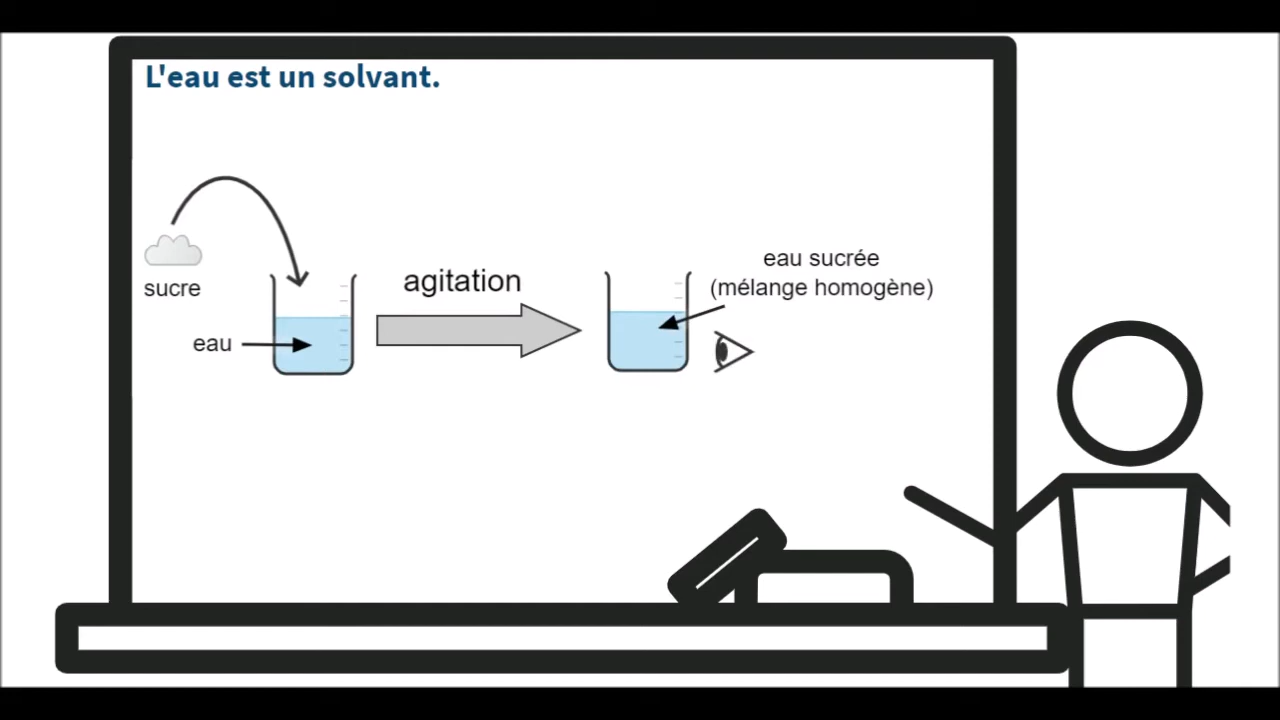 L'eau est un solvant.
sucre
eau
agitation
eau sucrée
(mélange homogène)